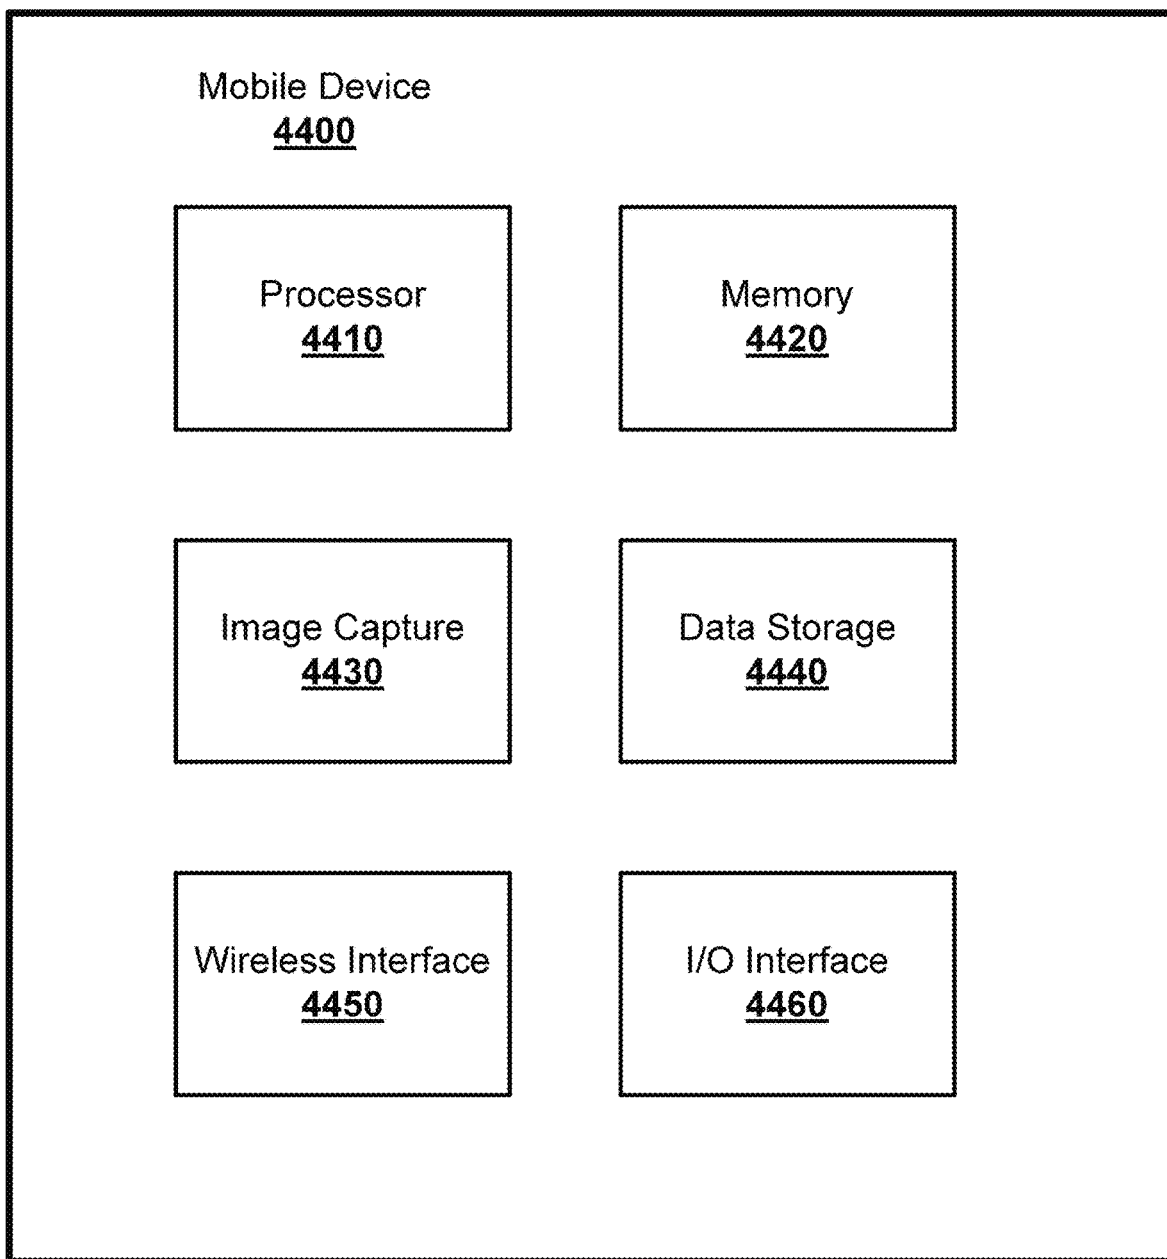 Mobile Device
4400
Processor
4410
Memory
4420
Image Capture
4430
Data Storage
4440
Wireless Interface
4450
I/O Interface
4460